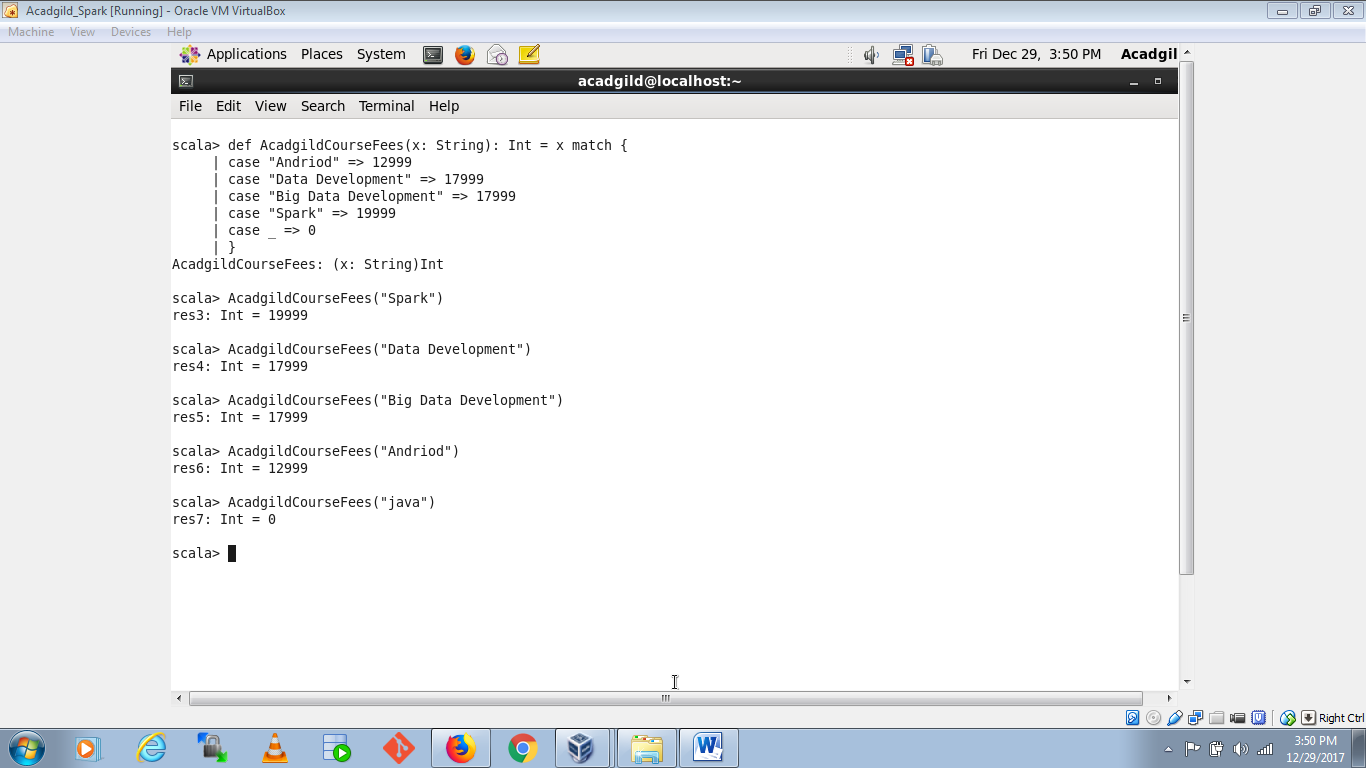 Acadgild_Spark [Running] - Oracle VM VirtualBox
Machine View Devices Help
Applications Places System Fri Dec 29, 3:50 PM Acadgil
acadgild@localhost:~
File Edit View Search Terminal Help
scala> def AcadgildCourseFees(x: String): Int = x match {
| case "Andriod" => 12999
| case "Data Development" => 17999
| case "Big Data Development" => 17999
| case "Spark" => 19999
| case _ => 0
| }
AcadgildCourseFees: (x: String)Int
scala> AcadgildCourseFees("Spark")
res3: Int = 19999
scala> AcadgildCourseFees("Data Development")
res4: Int = 17999
scala> AcadgildCourseFees("Big Data Development")
res5: Int = 17999
scala> AcadgildCourseFees("Andriod")
res6: Int = 12999
scala> AcadgildCourseFees("java")
res7: Int = 0
scala>
Right Ctrl
3:50 PM
12/29/2017